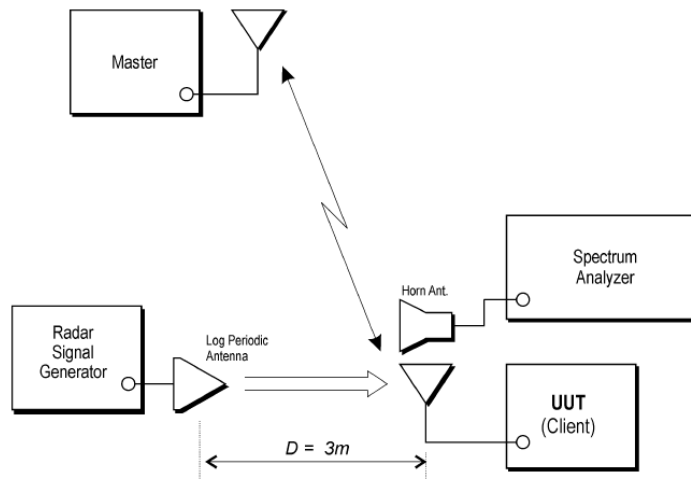 Master
Spectrum
Analyzer
Horn Ant.
Radar
Signal
Generator
Log Periodic
Antenna
UUT
(Client)
D = 3m